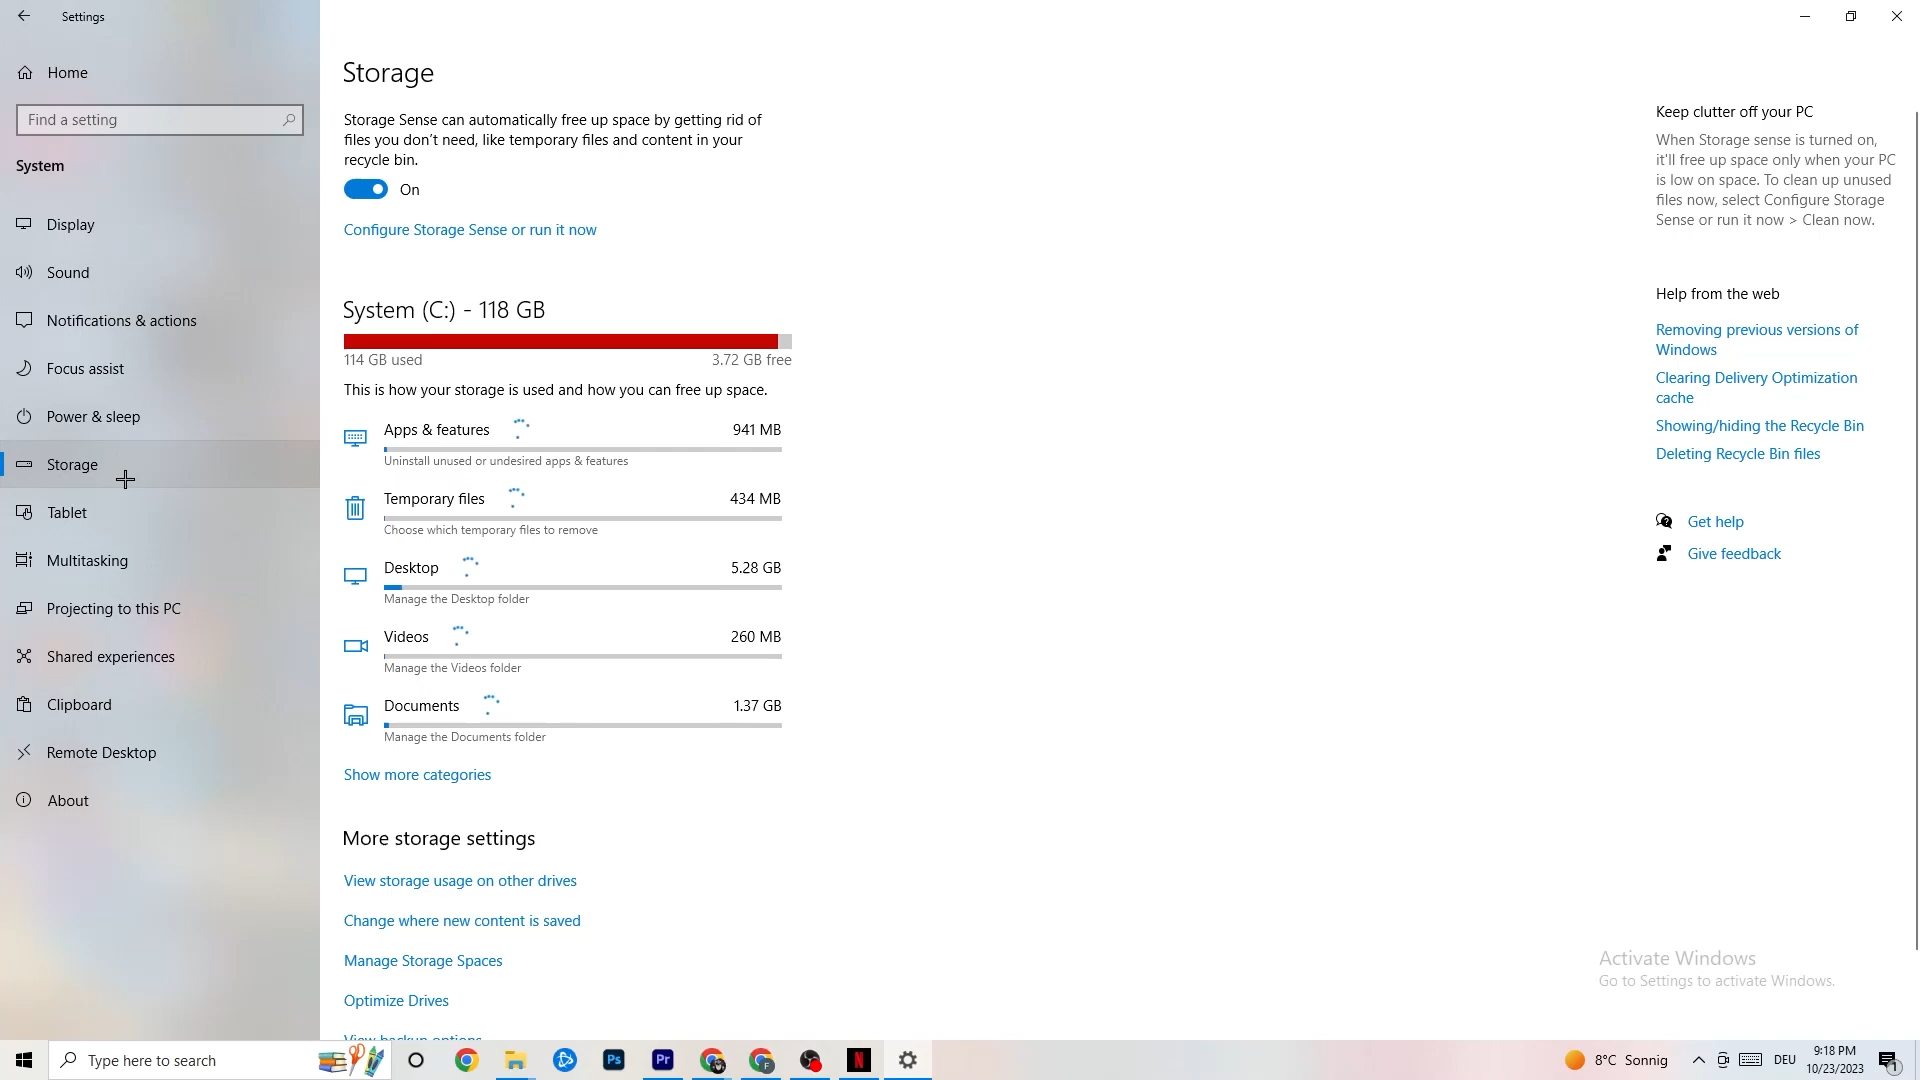 Settings
Home
Find a setting
System
Display
Sound
Notifications & actions
Focus assist
Power & sleep
Storage
Tablet
Multitasking
Projecting to this PC
Shared experiences
Clipboard
Remote Desktop
About
Storage
Storage Sense can automatically free up space by getting rid of
files you don't need, like temporary files and content in your
recycle bin.
On
Configure Storage Sense or run it now
System (C:) - 118 GB
114 GB used 3.72 GB free
This is how your storage is used and how you can free up space.
Apps & features 941 MB
Uninstall unused or undesired apps & features
Temporary files 434 MB
Choose which temporary files to remove
Desktop 5.28 GB
Manage the Desktop folder
Videos 260 MB
Manage the Videos folder
Documents 1.37 GB
Manage the Documents folder
Show more categories
More storage settings
View storage usage on other drives
Change where new content is saved
Manage Storage Spaces
Optimize Drives
View backup options
Keep clutter off your PC
When Storage sense is turned on,
it'll free up space only when your PC
is low on space. To clean up unused
files now, select Configure Storage
Sense or run it now > Clean now.
Help from the web
Removing previous versions of
Windows
Clearing Delivery Optimization
cache
Showing/hiding the Recycle Bin
Deleting Recycle Bin files
Get help
Give feedback
Activate Windows
Go to Settings to activate Windows.
Type here to search
Ps
Pr
F
N
8°C Sonnig
DEU
9:18 PM
10/23/2023
1